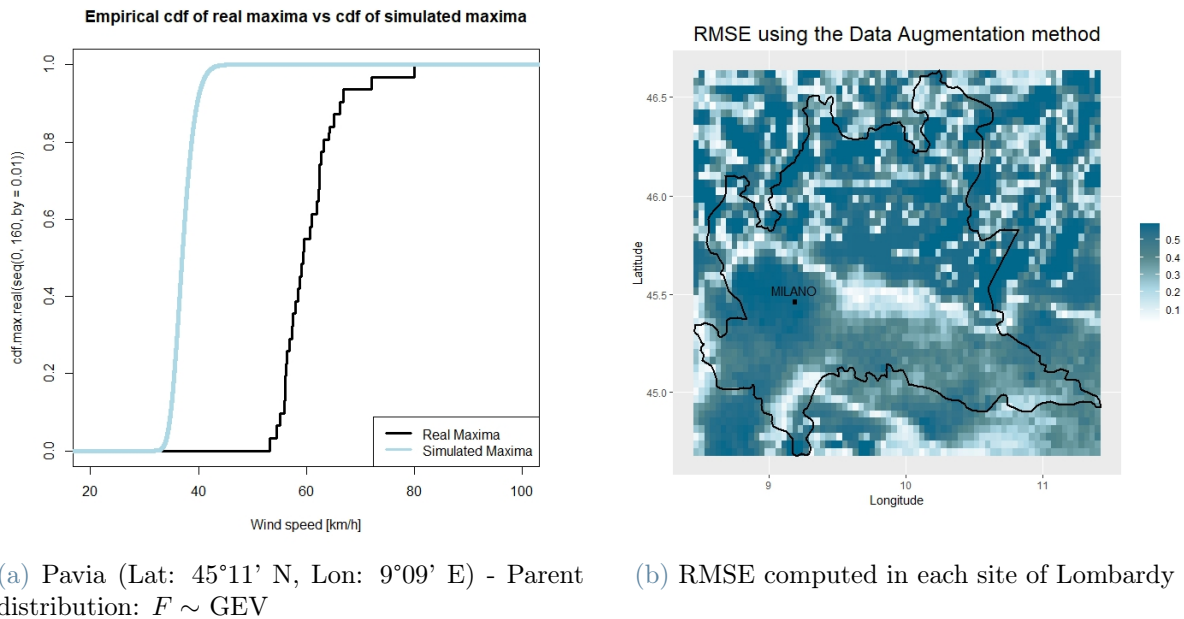 Empirical cdf of real maxima vs cdf of simulated maxima
cdf.max.real(seq(0, 160, by = 0.01))
1.0
0.8
0.6
0.4
0.2
0.0
Real Maxima
Simulated Maxima
20 40 60 80 100
Wind speed [km/h]
RMSE using the Data Augmentation method
Latitude
46.5
46.0
45.5
45.0
MILANO
0.5
0.4
0.3
0.2
0.1
9 10 11
Longitude
(a) Pavia (Lat: 45°11' N, Lon: 9°09' E) - Parent
distribution: F ∼ GEV
(b) RMSE computed in each site of Lombardy